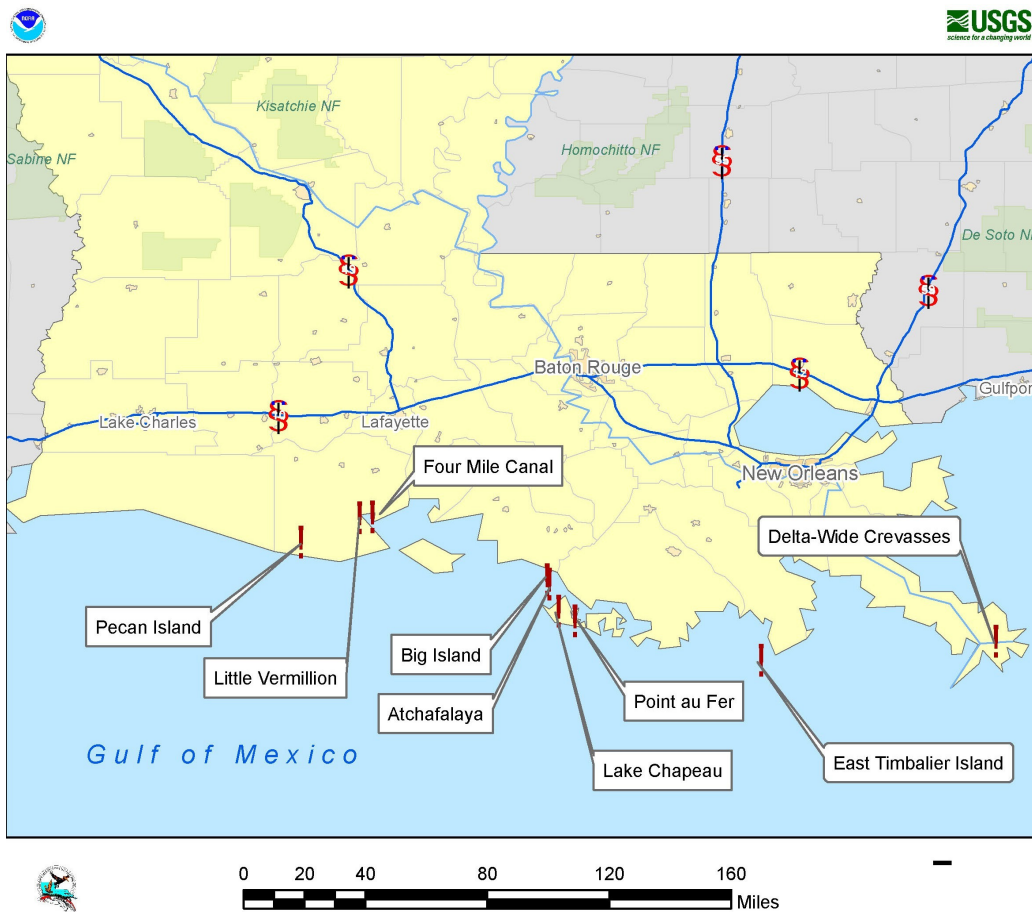 NOAA
USGS
science for a changing world
Kisatchie NF
Homochitto NF
Sabine NF
De Soto N
Baton Rouge
Gulfpor
Lake Charles
Lafayette
Four Mile Canal
New Orleans
Delta-Wide Crevasses
Pecan Island
Big Island
Little Vermillion
Point au Fer
Atchafalaya
Gulf of Mexico
East Timbalier Island
Lake Chapeau
0 20 40 80 120 160
Miles